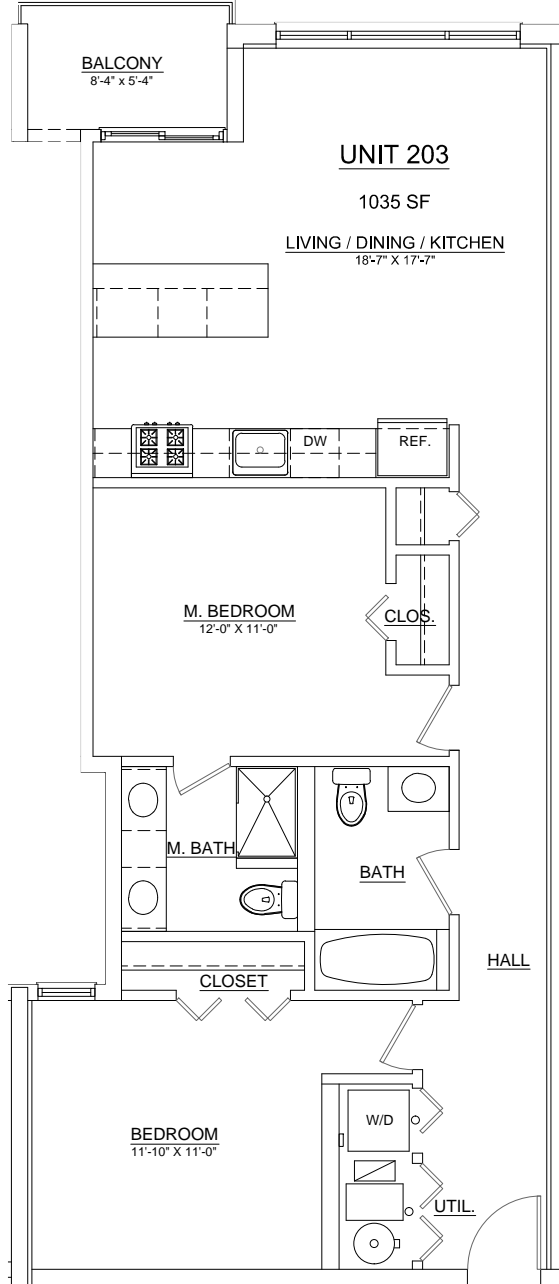 BALCONY
8'-4" x 5'-4"
UNIT 203
1035 SF
LIVING / DINING / KITCHEN
18'-7" X 17'-7"
DW
REF.
M. BEDROOM
12'-0" X 11'-0"
CLOS.
M. BATH
BATH
HALL
CLOSET
W/D
BEDROOM
11'-10" X 11'-0"
UTIL.